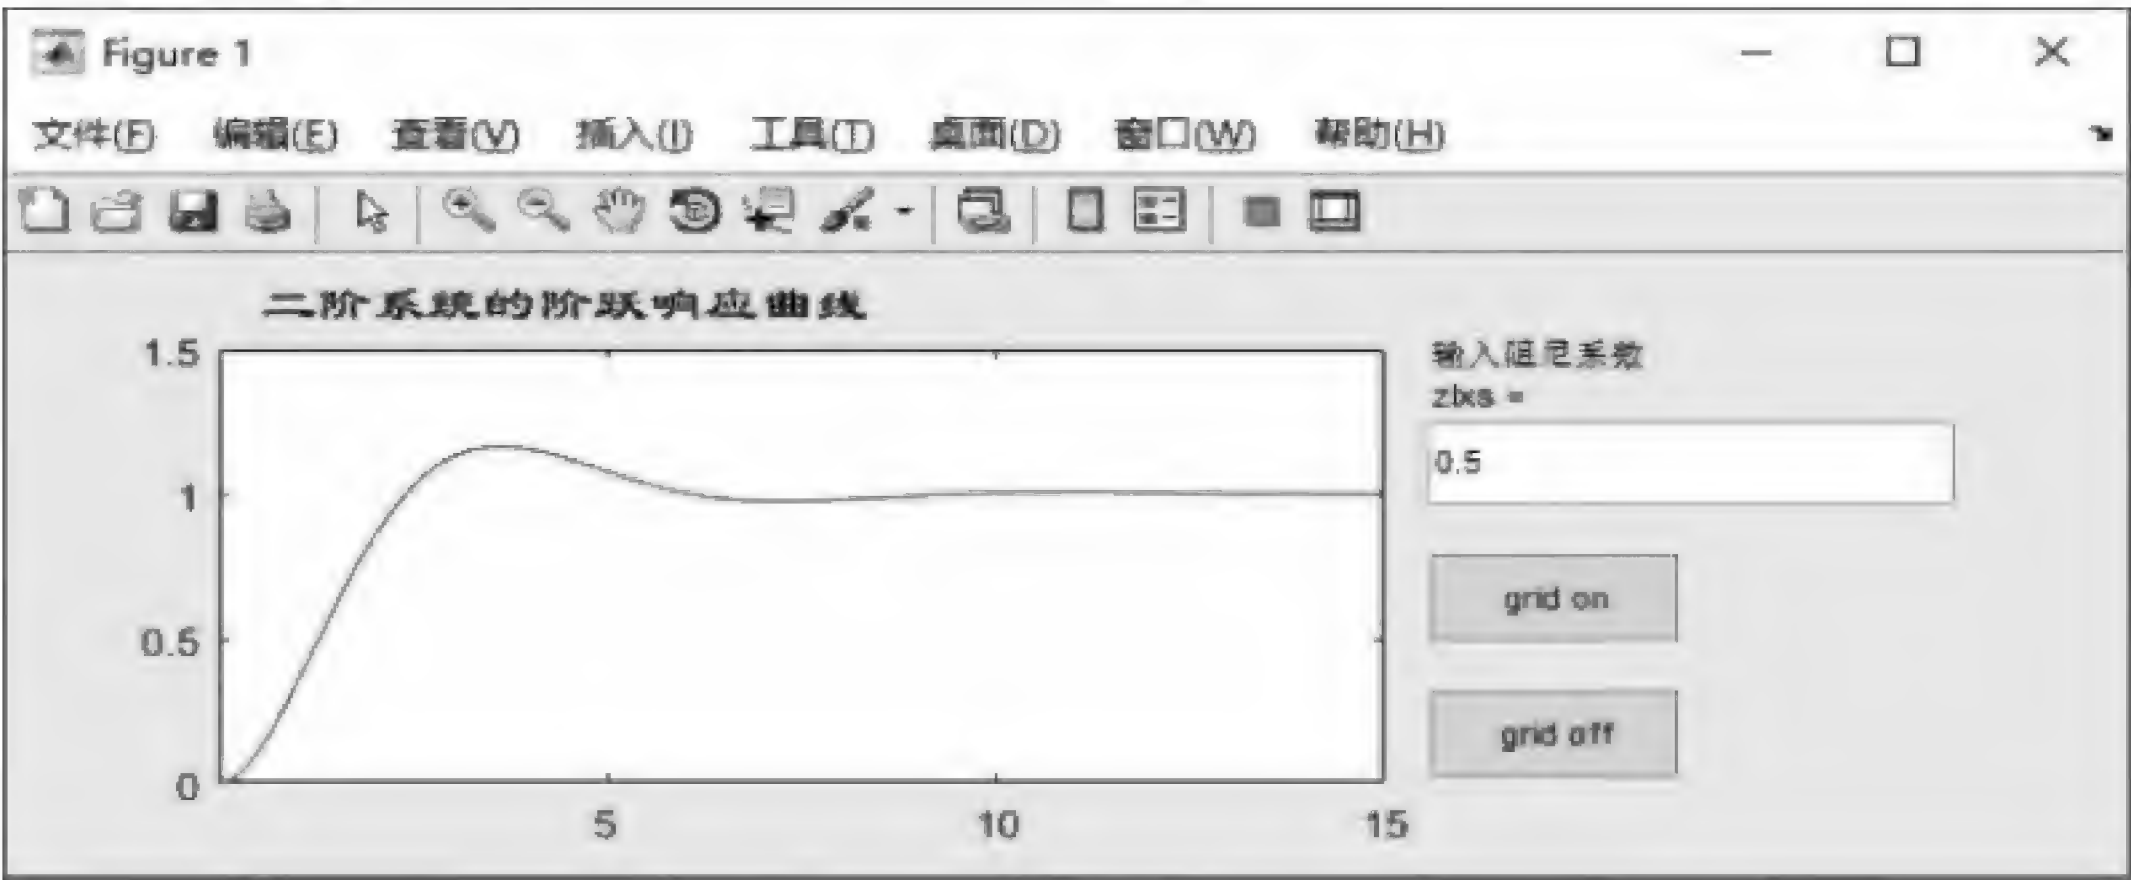 Figure 1
文件(F) 编辑(E) 查看(V) 插入(I) 工具(T) 桌面(D) 窗口(W) 帮助(H)
二阶系统的阶跃响应曲线
1.5
1
0.5
0
5 10 15
输入阻尼系数
zbxs =
0.5
grid on
grid off